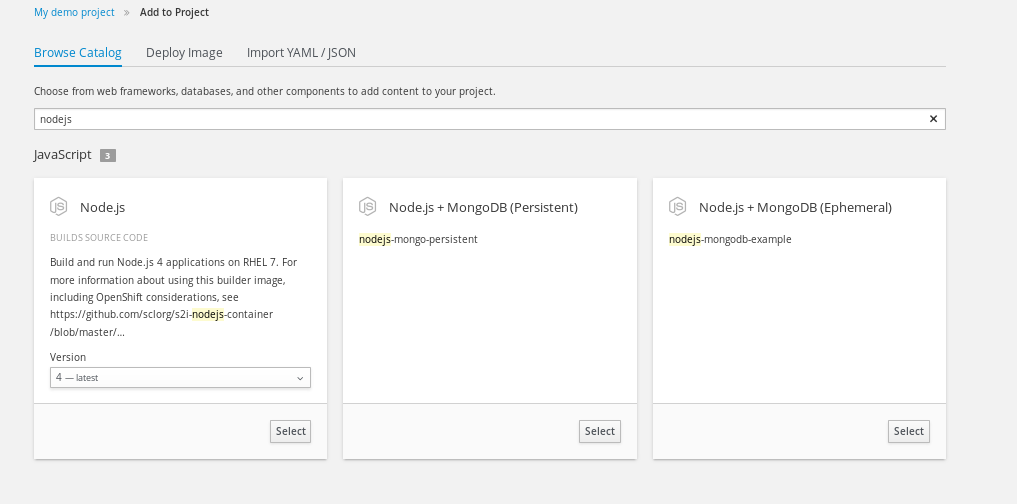 My demo project » Add to Project
Browse Catalog Deploy Image Import YAML / JSON
Choose from web frameworks, databases, and other components to add content to your project.
nodejs ×
JavaScript 3
Node.js
BUILDS SOURCE CODE
Build and run Node.js 4 applications on RHEL 7. For
more information about using this builder image,
including OpenShift considerations, see
https://github.com/sclorg/s2i-nodejs-container
/blob/master/...
Version
4 — latest
Select
Node.js + MongoDB (Persistent)
nodejs-mongo-persistent
Select
Node.js + MongoDB (Ephemeral)
nodejs-mongodb-example
Select